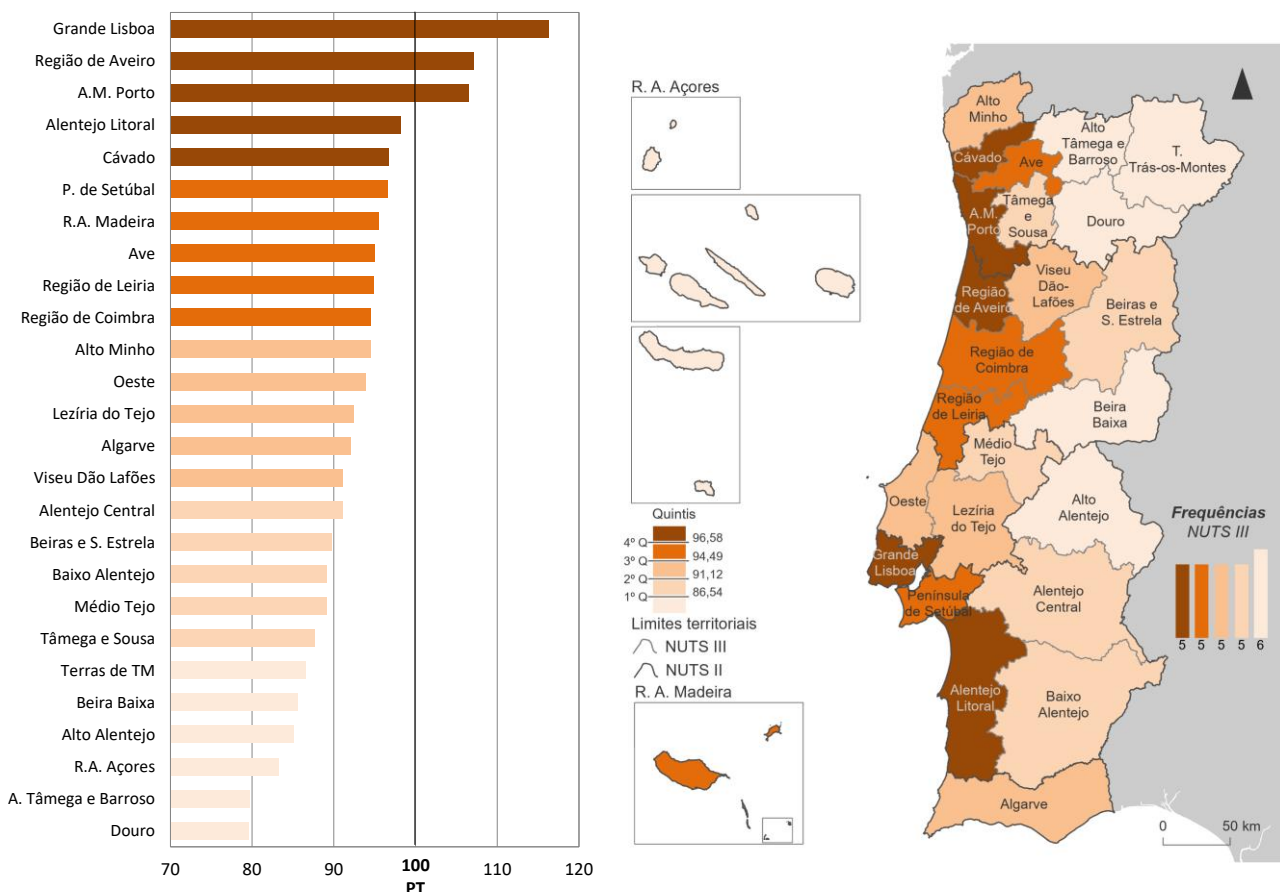 Grande Lisboa
Região de Aveiro
A.M. Porto
Alentejo Litoral
Cávado
P. de Setúbal
R.A. Madeira
Ave
Região de Leiria
Região de Coimbra
Alto Minho
Oeste
Lezíria do Tejo
Algarve
Viseu Dão Lafões
Alentejo Central
Beiras e S. Estrela
Baixo Alentejo
Médio Tejo
Tâmega e Sousa
Terras de TM
Beira Baixa
Alto Alentejo
R.A. Açores
A. Tâmega e Barroso
Douro
70 80 90 100 110 120
PT
R. A. Açores
Quintis
4º Q 96,58
3º Q 94,49
2º Q 91,12
1º Q 86,54
Limites territoriais
NUTS III
NUTS II
R. A. Madeira
Alto
Minho
Alto
Tâmega e
Barroso
T.
Trás-os-Montes
Cávado
Ave
Tâmega
e
Sousa
A.M.
Porto
Douro
Viseu
Dão-
Lafões
Região
de Aveiro
Beiras e
S. Estrela
Região de
Coimbra
Região
de Leiria
Beira
Baixa
Médio
Tejo
Oeste
Lezíria
do Tejo
Alto
Alentejo
Grande
Lisboa
Península
de Setúbal
Alentejo
Central
Alentejo
Litoral
Baixo
Alentejo
Algarve
Frequências
NUTS III
5 5 5 5 6
0 50 km